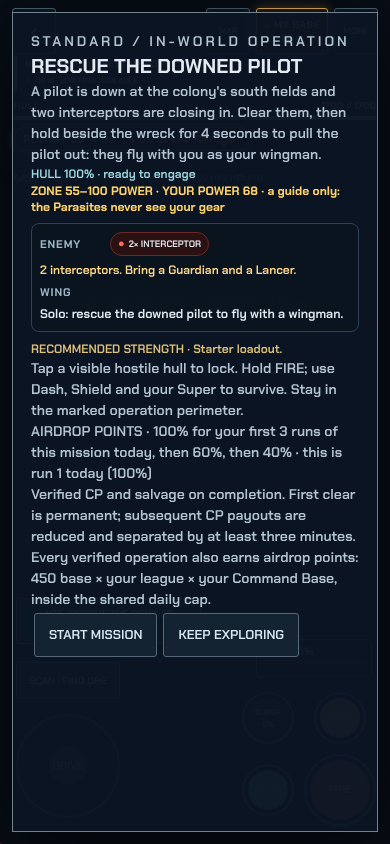 STANDARD / IN-WORLD OPERATION
RESCUE THE DOWNED PILOT
A pilot is down at the colony's south fields and
two interceptors are closing in. Clear them, then
hold beside the wreck for 4 seconds to pull the
pilot out: they fly with you as your wingman.
HULL 100% · ready to engage
ZONE 55–100 POWER · YOUR POWER 68 · a guide only:
the Parasites never see your gear
ENEMY
2× INTERCEPTOR
2 interceptors. Bring a Guardian and a Lancer.
WING
Solo: rescue the downed pilot to fly with a wingman.
RECOMMENDED STRENGTH · Starter loadout.
Tap a visible hostile hull to lock. Hold FIRE; use
Dash, Shield and your Super to survive. Stay in
the marked operation perimeter.
AIRDROP POINTS · 100% for your first 3 runs of
this mission today, then 60%, then 40% · this is
run 1 today (100%)
Verified CP and salvage on completion. First clear
is permanent; subsequent CP payouts are
reduced and separated by at least three minutes.
Every verified operation also earns airdrop points:
450 base × your league × your Command Base,
inside the shared daily cap.
START MISSION
KEEP EXPLORING